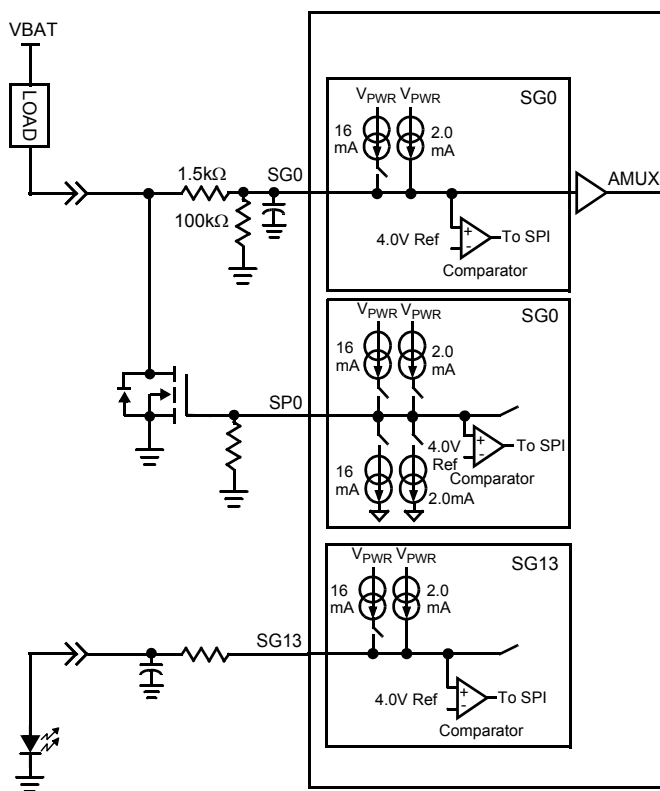 VBAT
LOAD
1.5kΩ
100kΩ
SG0
VPWR VPWR
SG0
16 mA
2.0 mA
4.0V Ref
+
-
To SPI
Comparator
AMUX
SP0
VPWR VPWR
SG0
16 mA
2.0 mA
4.0V Ref
+
-
To SPI
Comparator
16 mA
2.0mA
SG13
VPWR VPWR
SG13
16 mA
2.0 mA
4.0V Ref
+
-
To SPI
Comparator